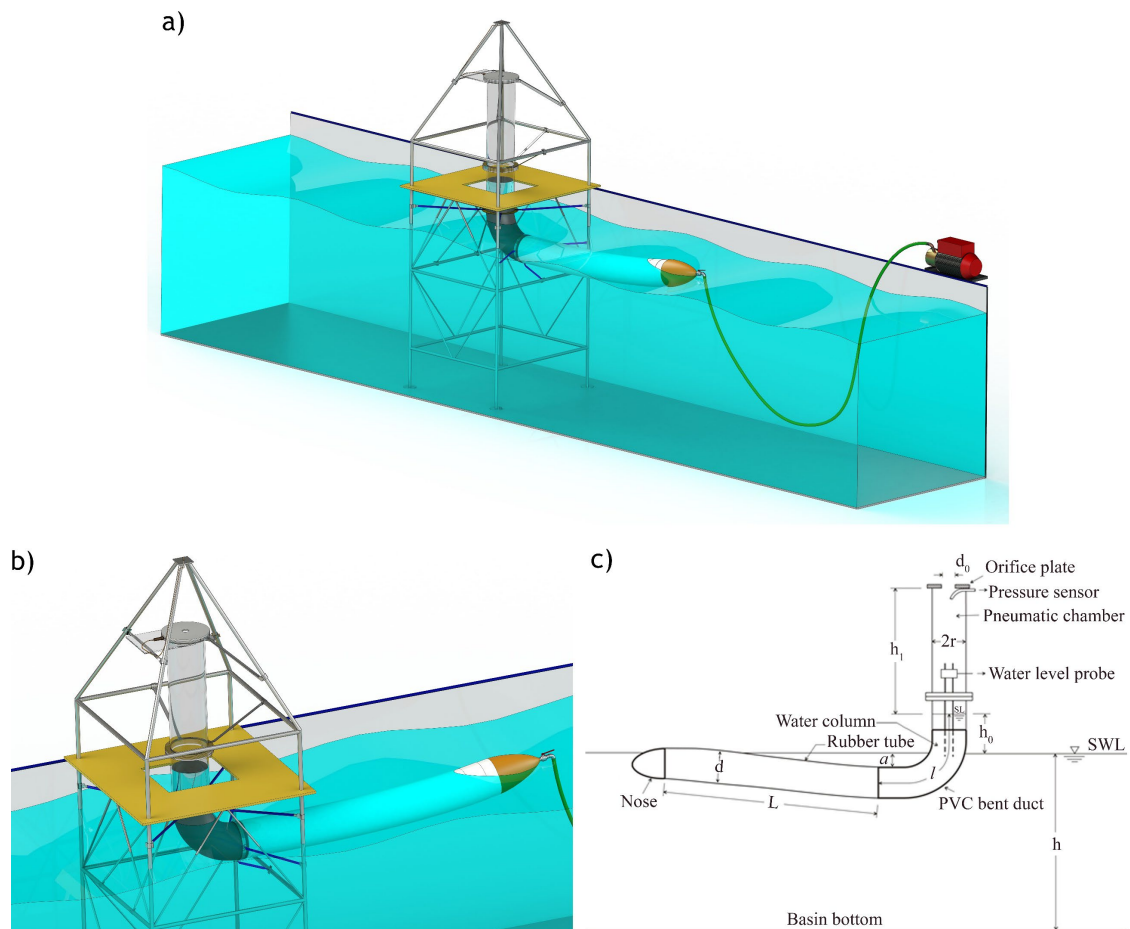 a)
b)
c)
d₀
Orifice plate
Pressure sensor
Pneumatic chamber
2r
h₁
Water level probe
SL
Water column
h₀
Rubber tube
SWL
a
d
l
Nose
L
PVC bent duct
h
Basin bottom